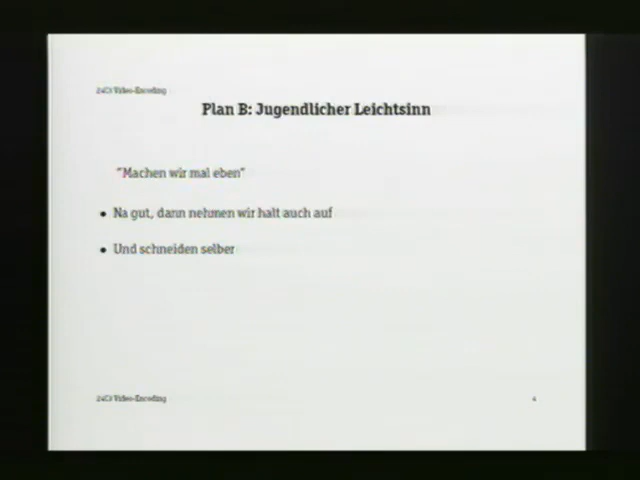 24C3 Video-Encoding
Plan B: Jugendlicher Leichtsinn
"Machen wir mal eben"
• Na gut, dann nehmen wir halt auch auf
• Und schneiden selber
24C3 Video-Encoding
4